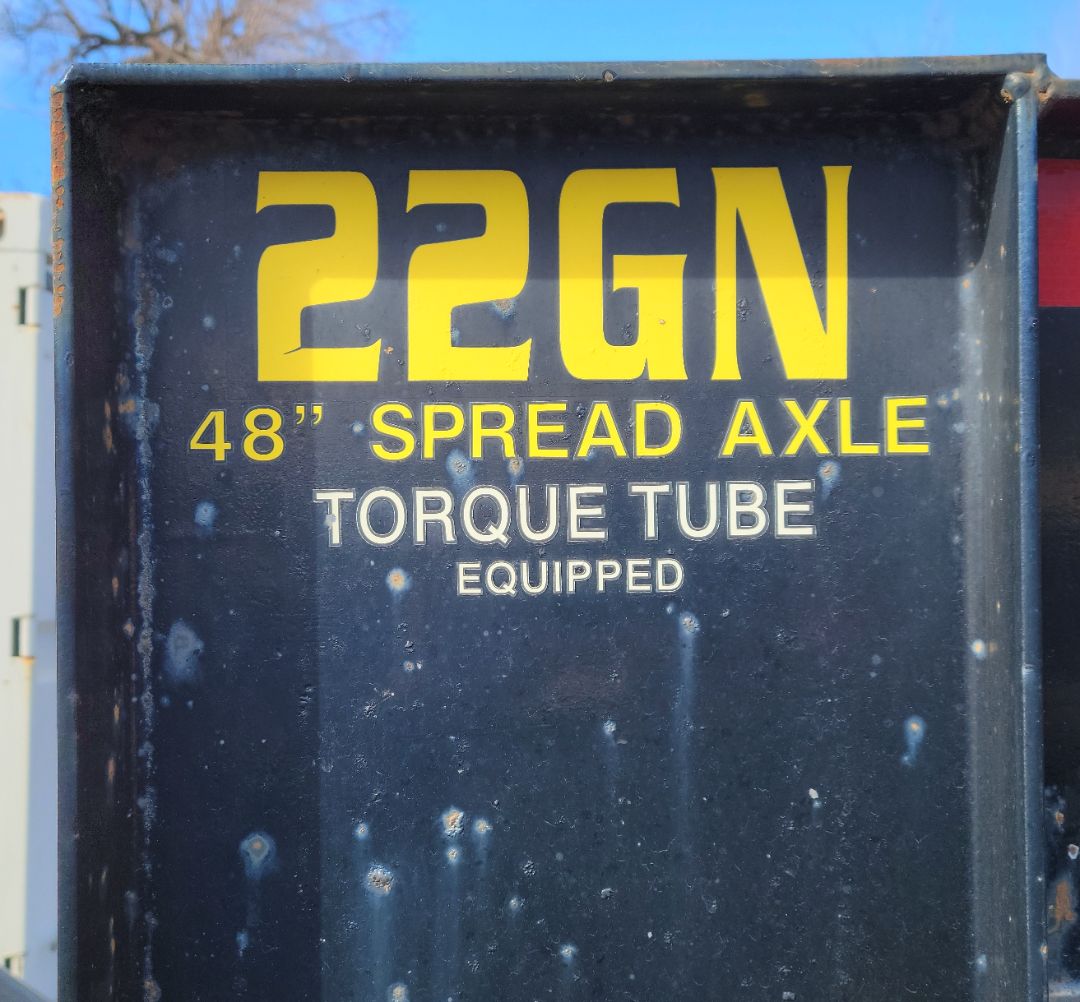 22GN
48” SPREAD AXLE
TORQUE TUBE
EQUIPPED